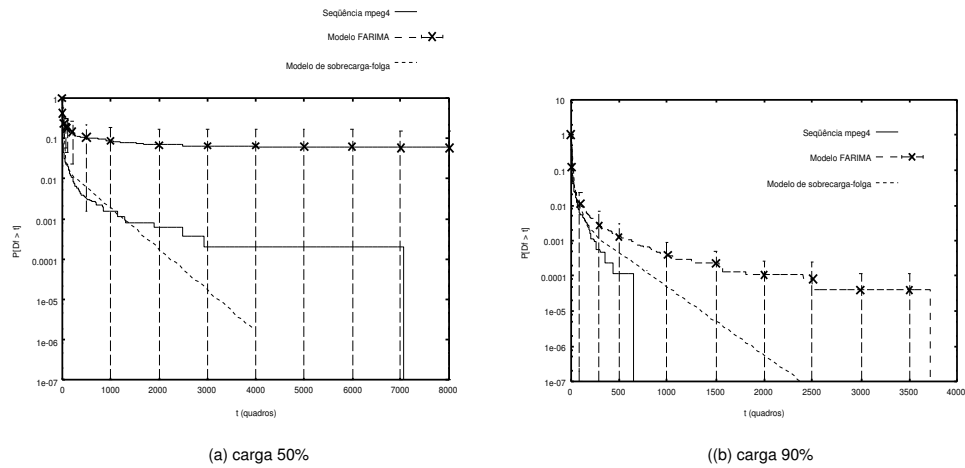 Seqüência mpeg4
Modelo FARIMA
Modelo de sobrecarga-folga
1
0.1
0.01
0.001
0.0001
1e-05
1e-06
1e-07
P[Df > t]
0 1000 2000 3000 4000 5000 6000 7000 8000
t (quadros)
(a) carga 50%
10
1
0.1
0.01
0.001
0.0001
1e-05
1e-06
1e-07
P[Df > t]
Seqüência mpeg4
Modelo FARIMA
Modelo de sobrecarga-folga
0 500 1000 1500 2000 2500 3000 3500 4000
t (quadros)
((b) carga 90%